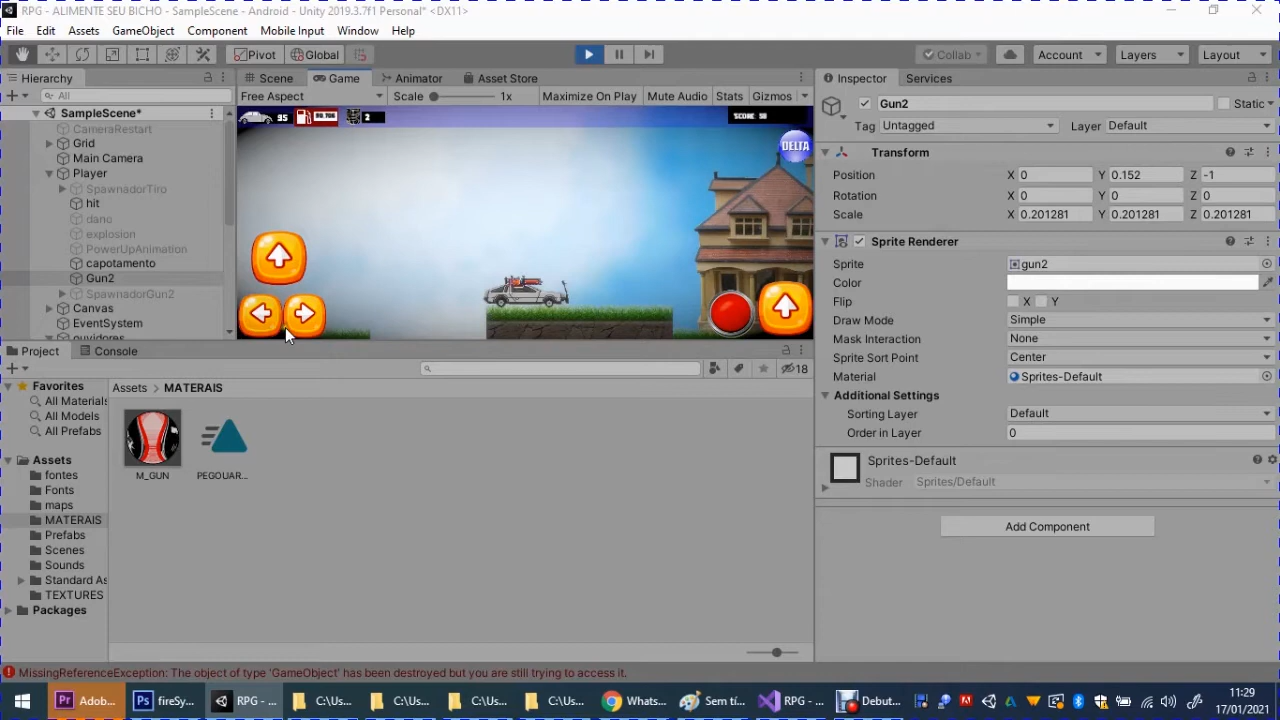 RPG - ALIMENTE SEU BICHO - SampleScene - Android - Unity 2019.3.7f1 Personal* <DX11>
File Edit Assets GameObject Component Mobile Input Window Help
Pivot Global Collab Account Layers Layout
Hierarchy Scene Game Animator Asset Store Inspector Services
All
Free Aspect Scale 1x Maximize On Play Mute Audio Stats Gizmos
Gun2 Static
Tag Untagged Layer Default
SampleScene*
CameraRestart
Grid
Main Camera
Player
SpawnadorTiro
hit
dano
explosion
PowerUpAnimation
capotamento
Gun2
SpawnadorGun2
Canvas
EventSystem
ouvidores
95 2 SCORE 50
DELTA
Transform
Position X 0 Y 0.152 Z -1
Rotation X 0 Y 0 Z 0
Scale X 0.201281 Y 0.201281 Z 0.201281
Sprite Renderer
Sprite gun2
Color
Flip X Y
Draw Mode Simple
Mask Interaction None
Sprite Sort Point Center
Material Sprites-Default
Additional Settings
Sorting Layer Default
Order in Layer 0
Sprites-Default
Shader Sprites/Default
Add Component
Project Console
18
Favorites
All Materials
All Models
All Prefabs
Assets
fontes
Fonts
maps
MATERAIS
Prefabs
Scenes
Sounds
Standard As
TEXTURES
Packages
Assets > MATERAIS
M_GUN PEGOUAR...
MissingReferenceException: The object of type 'GameObject' has been destroyed but you are still trying to access it.
Pr Adob... Ps fireSy... RPG - ... C:\Us... C:\Us... C:\Us... C:\Us... Whats... Sem tí... RPG - ... Debut...
11:29
17/01/2021